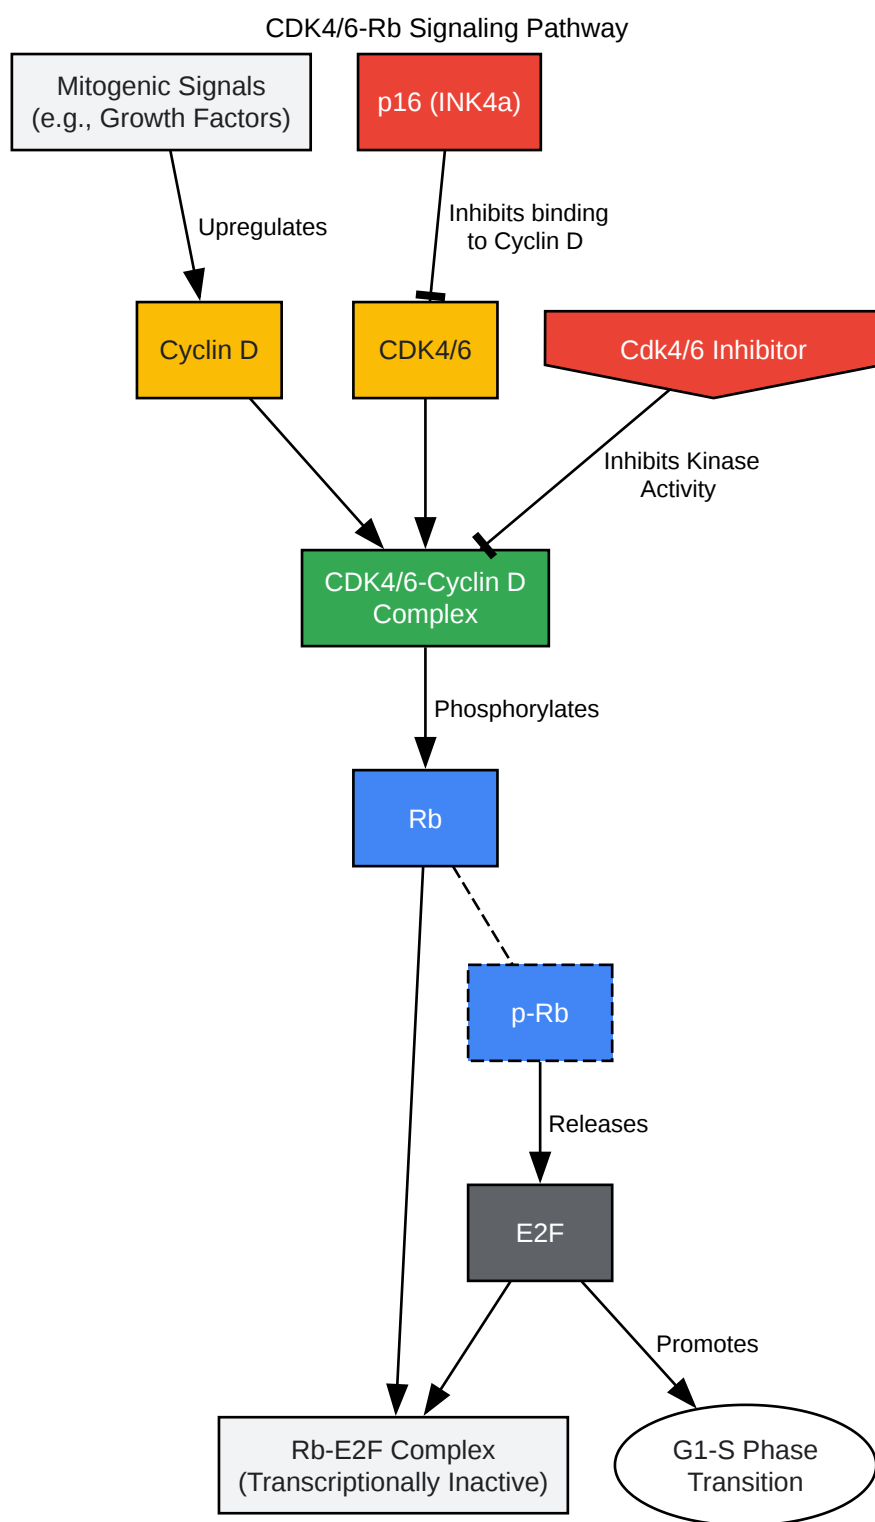 CDK4/6-Rb Signaling Pathway
Mitogenic Signals
(e.g., Growth Factors)
p16 (INK4a)
Upregulates
Inhibits binding
to Cyclin D
Cyclin D
CDK4/6
Cdk4/6 Inhibitor
Inhibits Kinase
Activity
CDK4/6-Cyclin D
Complex
Phosphorylates
Rb
p-Rb
Releases
E2F
Promotes
Rb-E2F Complex
(Transcriptionally Inactive)
G1-S Phase
Transition